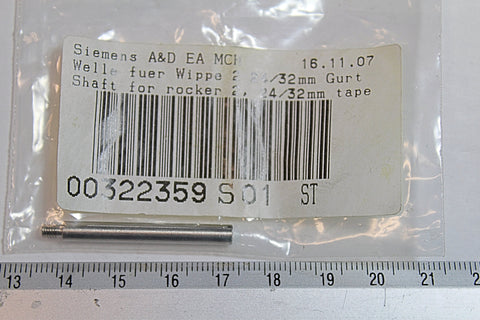 Siemens A&D EA MCH 16.11.07
Welle fuer Wippe 2, 24/32mm Gurt
Shaft for rocker 2, 24/32mm tape
00322359 S01 ST
13 14 15 16 17 18 19 20 21